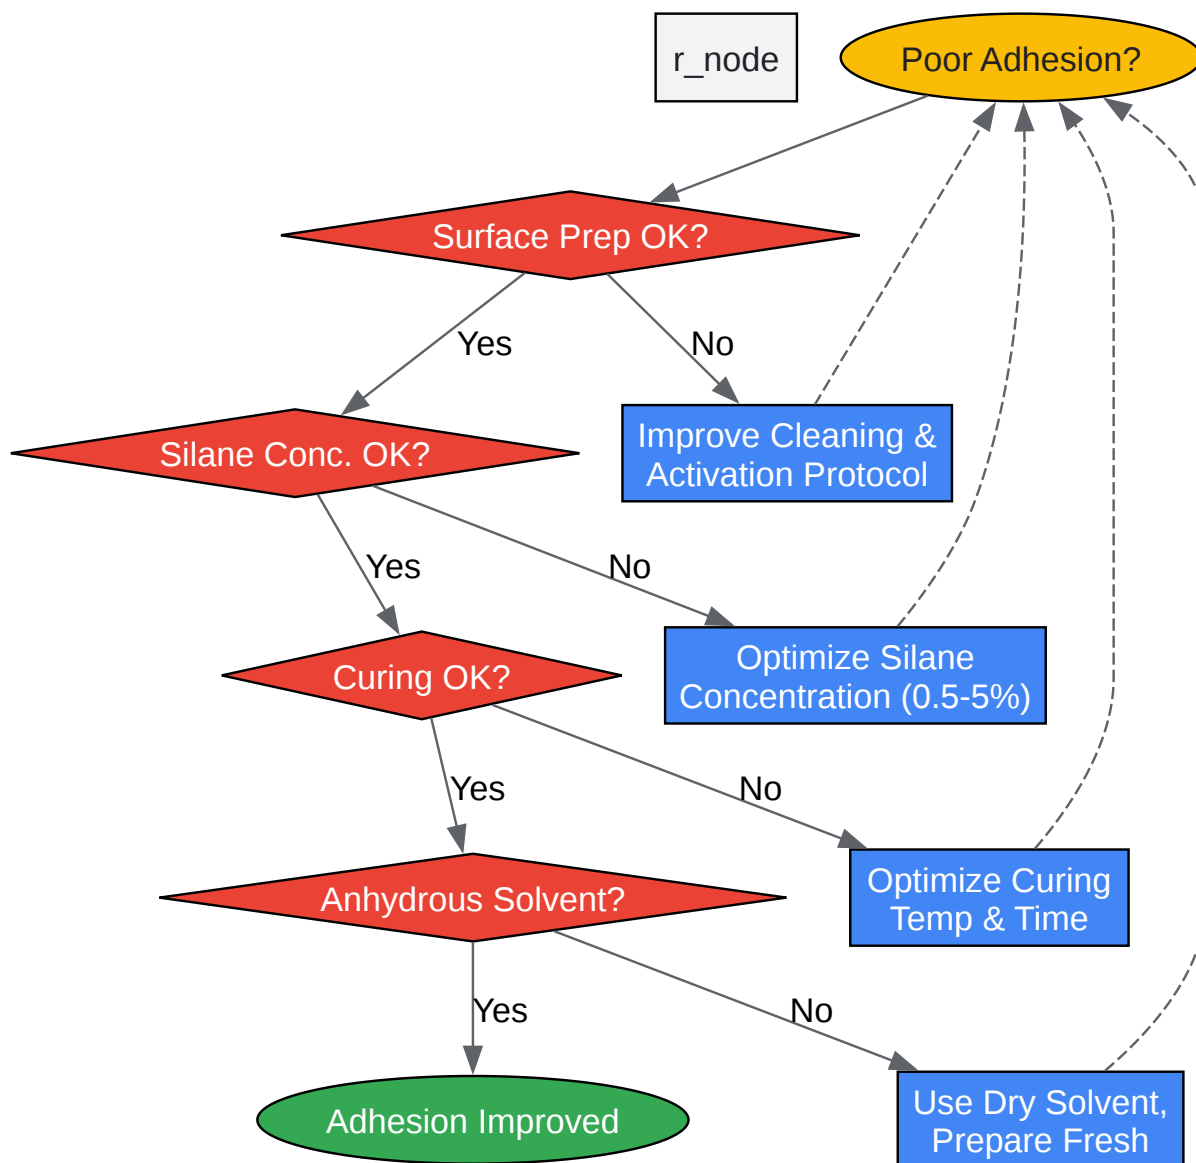 r_node
Poor Adhesion?
Surface Prep OK?
Yes
No
Silane Conc. OK?
Improve Cleaning &
Activation Protocol
Yes
No
Curing OK?
Optimize Silane
Concentration (0.5-5%)
Yes
No
Anhydrous Solvent?
Optimize Curing
Temp & Time
Yes
No
Adhesion Improved
Use Dry Solvent,
Prepare Fresh